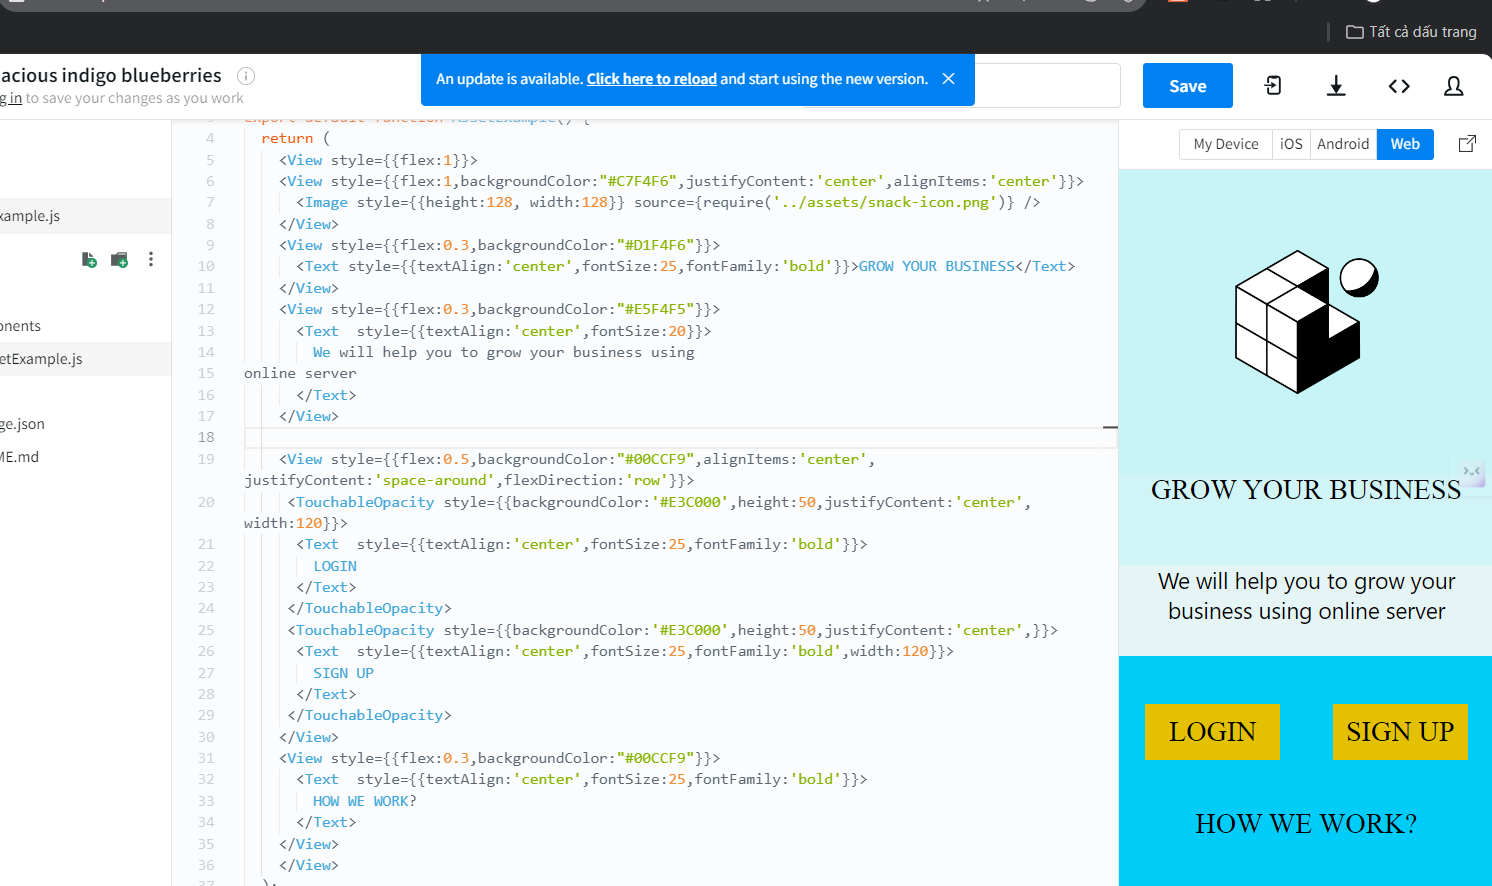 Tất cả dấu trang
acious indigo blueberries
g in to save your changes as you work
An update is available. Click here to reload and start using the new version.
Save
My Device
iOS
Android
Web
xample.js
onents
etExample.js
ge.json
ME.md
3 export default function AssetExample() {
4 return (
5 <View style={{flex:1}}>
6 <View style={{flex:1,backgroundColor:"#C7F4F6",justifyContent:'center',alignItems:'center'}}>
7 <Image style={{height:128, width:128}} source={require('../assets/snack-icon.png')} />
8 </View>
9 <View style={{flex:0.3,backgroundColor:"#D1F4F6"}}>
10 <Text style={{textAlign:'center',fontSize:25,fontFamily:'bold'}}>GROW YOUR BUSINESS</Text>
11 </View>
12 <View style={{flex:0.3,backgroundColor:"#E5F4F5"}}>
13 <Text  style={{textAlign:'center',fontSize:20}}>
14 We will help you to grow your business using
15 online server
16 </Text>
17 </View>
18
19 <View style={{flex:0.5,backgroundColor:"#00CCF9",alignItems:'center',
justifyContent:'space-around',flexDirection:'row'}}>
20 <TouchableOpacity style={{backgroundColor:'#E3C000',height:50,justifyContent:'center',
width:120}}>
21 <Text  style={{textAlign:'center',fontSize:25,fontFamily:'bold'}}>
22 LOGIN
23 </Text>
24 </TouchableOpacity>
25 <TouchableOpacity style={{backgroundColor:'#E3C000',height:50,justifyContent:'center',}}>
26 <Text  style={{textAlign:'center',fontSize:25,fontFamily:'bold',width:120}}>
27 SIGN UP
28 </Text>
29 </TouchableOpacity>
30 </View>
31 <View style={{flex:0.3,backgroundColor:"#00CCF9"}}>
32 <Text  style={{textAlign:'center',fontSize:25,fontFamily:'bold'}}>
33 HOW WE WORK?
34 </Text>
35 </View>
36 </View>
37 );
GROW YOUR BUSINESS
We will help you to grow your
business using online server
LOGIN
SIGN UP
HOW WE WORK?